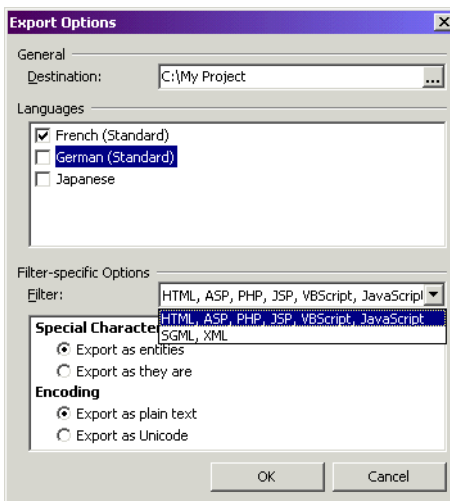 Export Options
General
Destination: C:\My Project ...
Languages
French (Standard)
German (Standard)
Japanese
Filter-specific Options
Filter: HTML, ASP, PHP, JSP, VBScript, JavaScript
HTML, ASP, PHP, JSP, VBScript, JavaScript
SGML, XML
Special Character
Export as entities
Export as they are
Encoding
Export as plain text
Export as Unicode
OK Cancel